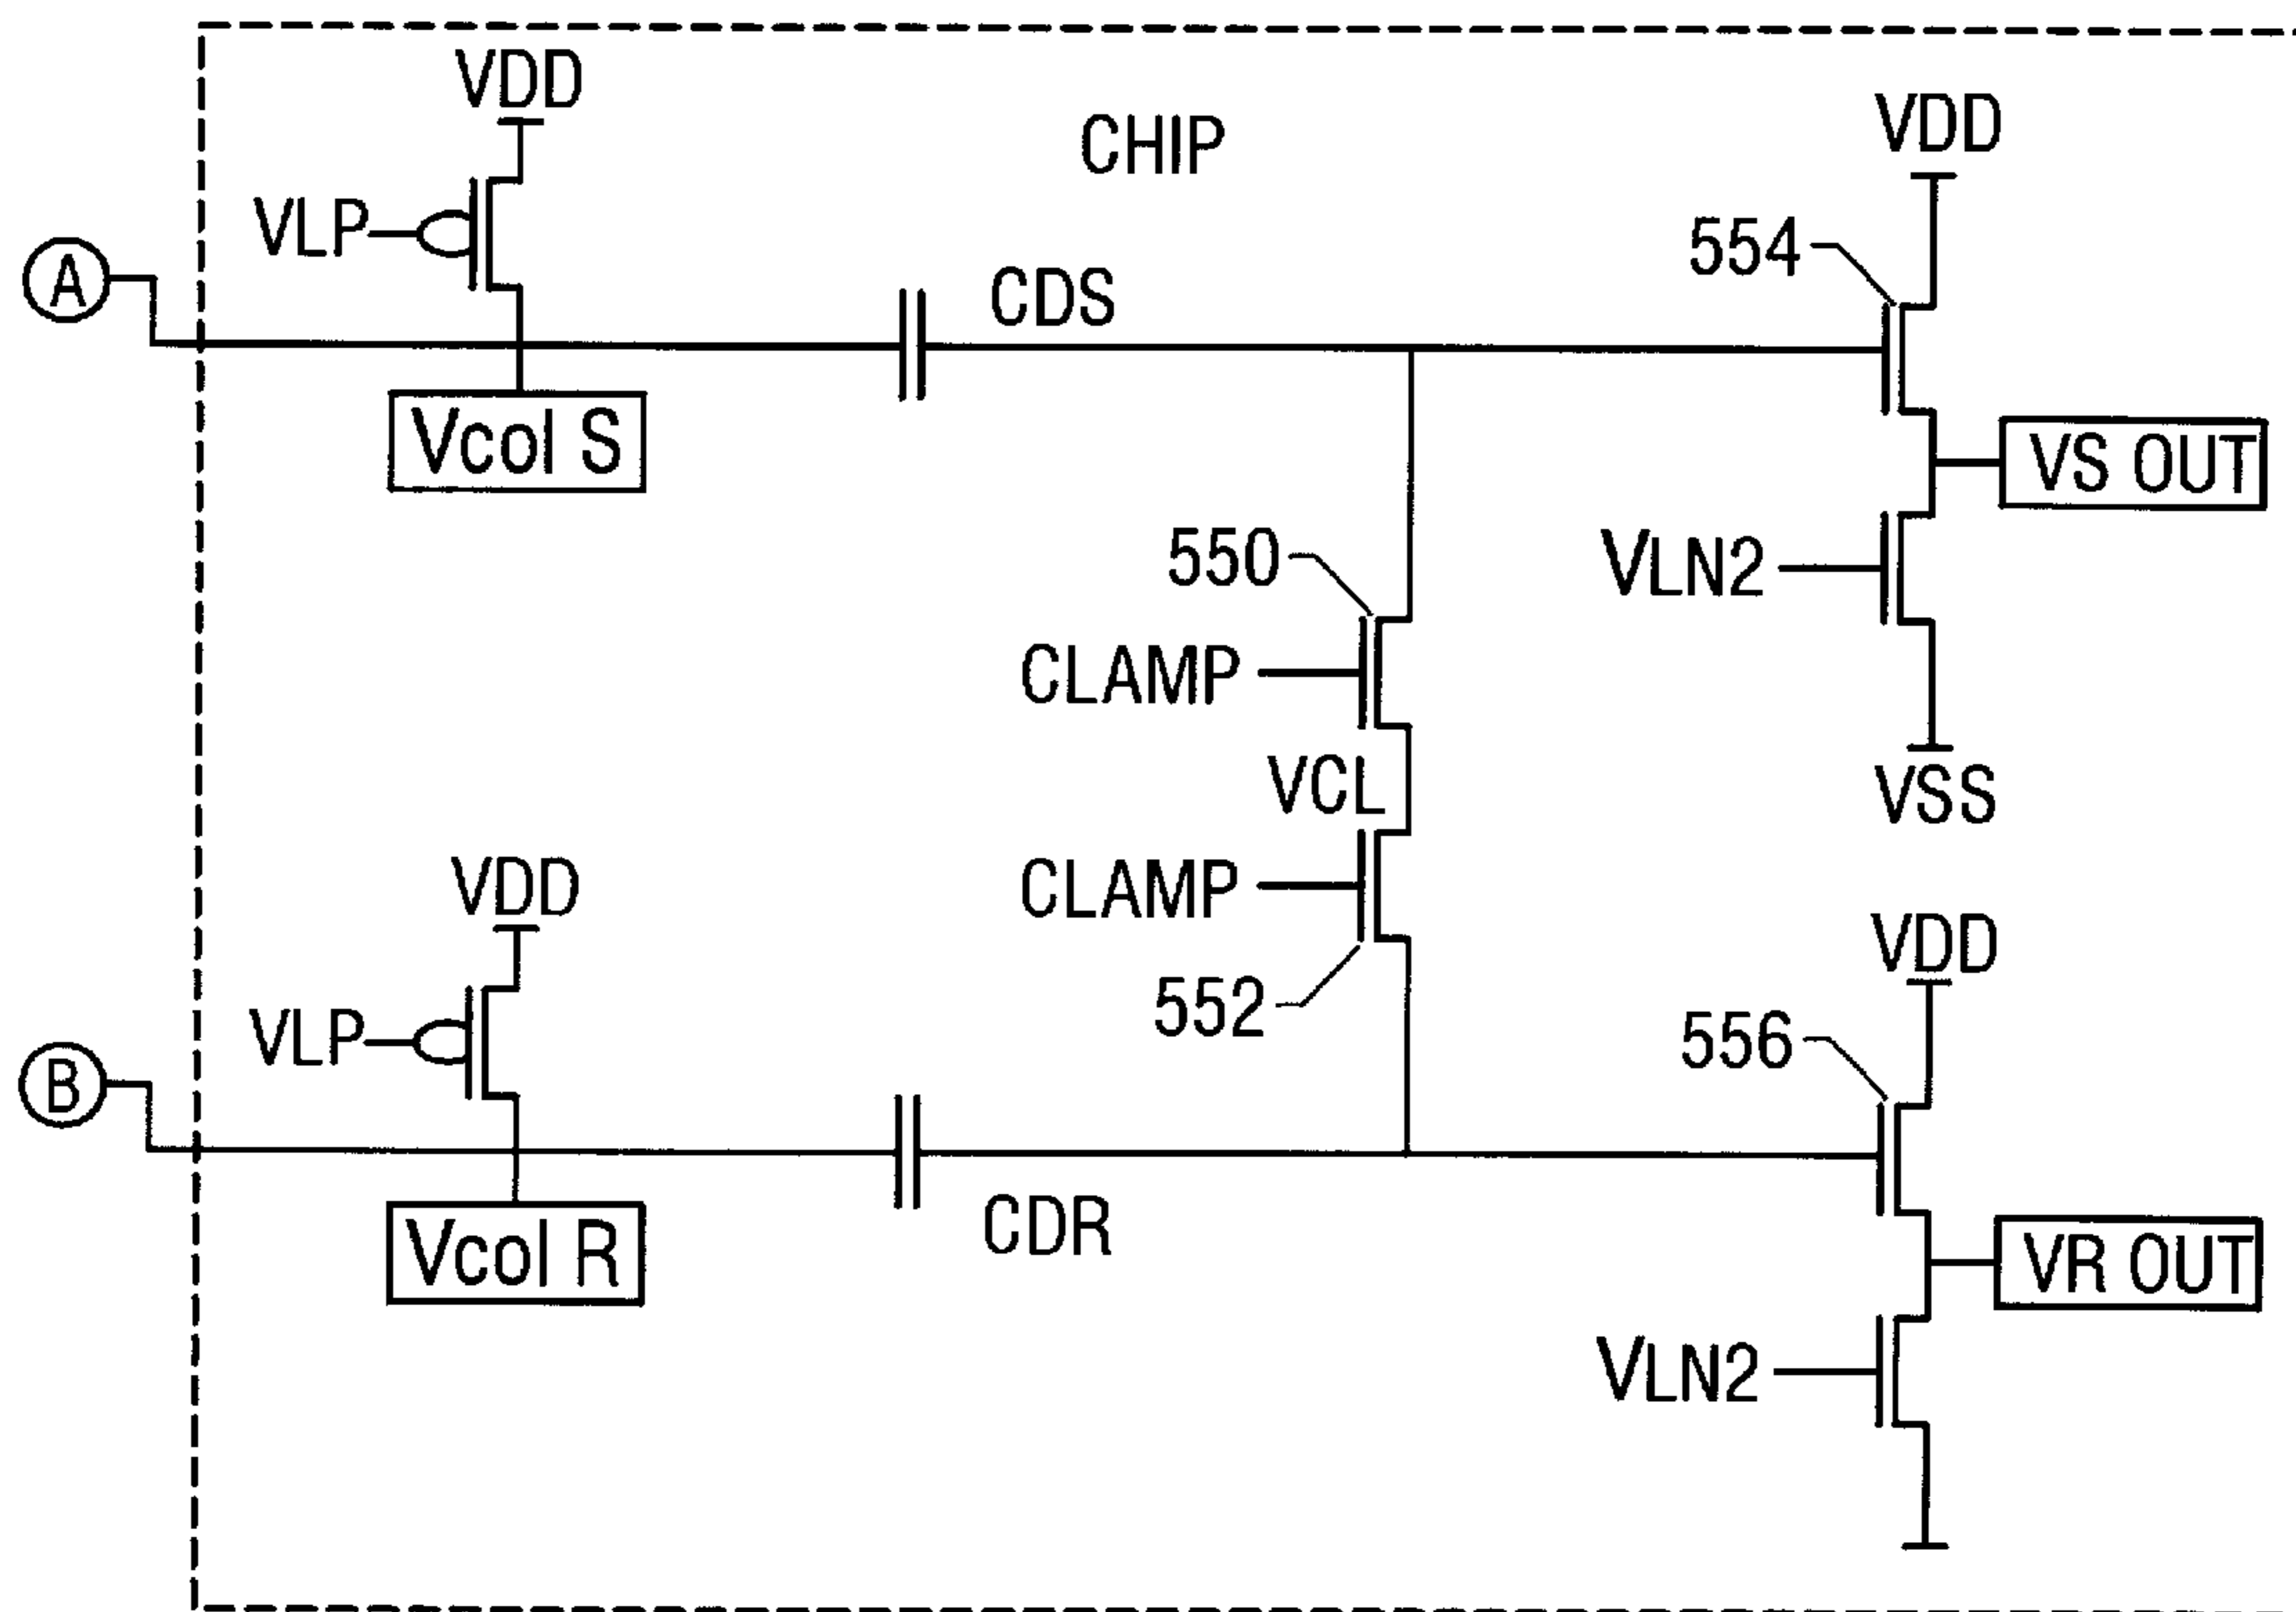 VDD
CHIP
VDD
VLP
554
A
CDS
Vcol S
VS OUT
550
VLN2
CLAMP
VCL
VSS
VDD
CLAMP
VDD
552
VLP
556
B
CDR
Vcol R
VR OUT
VLN2